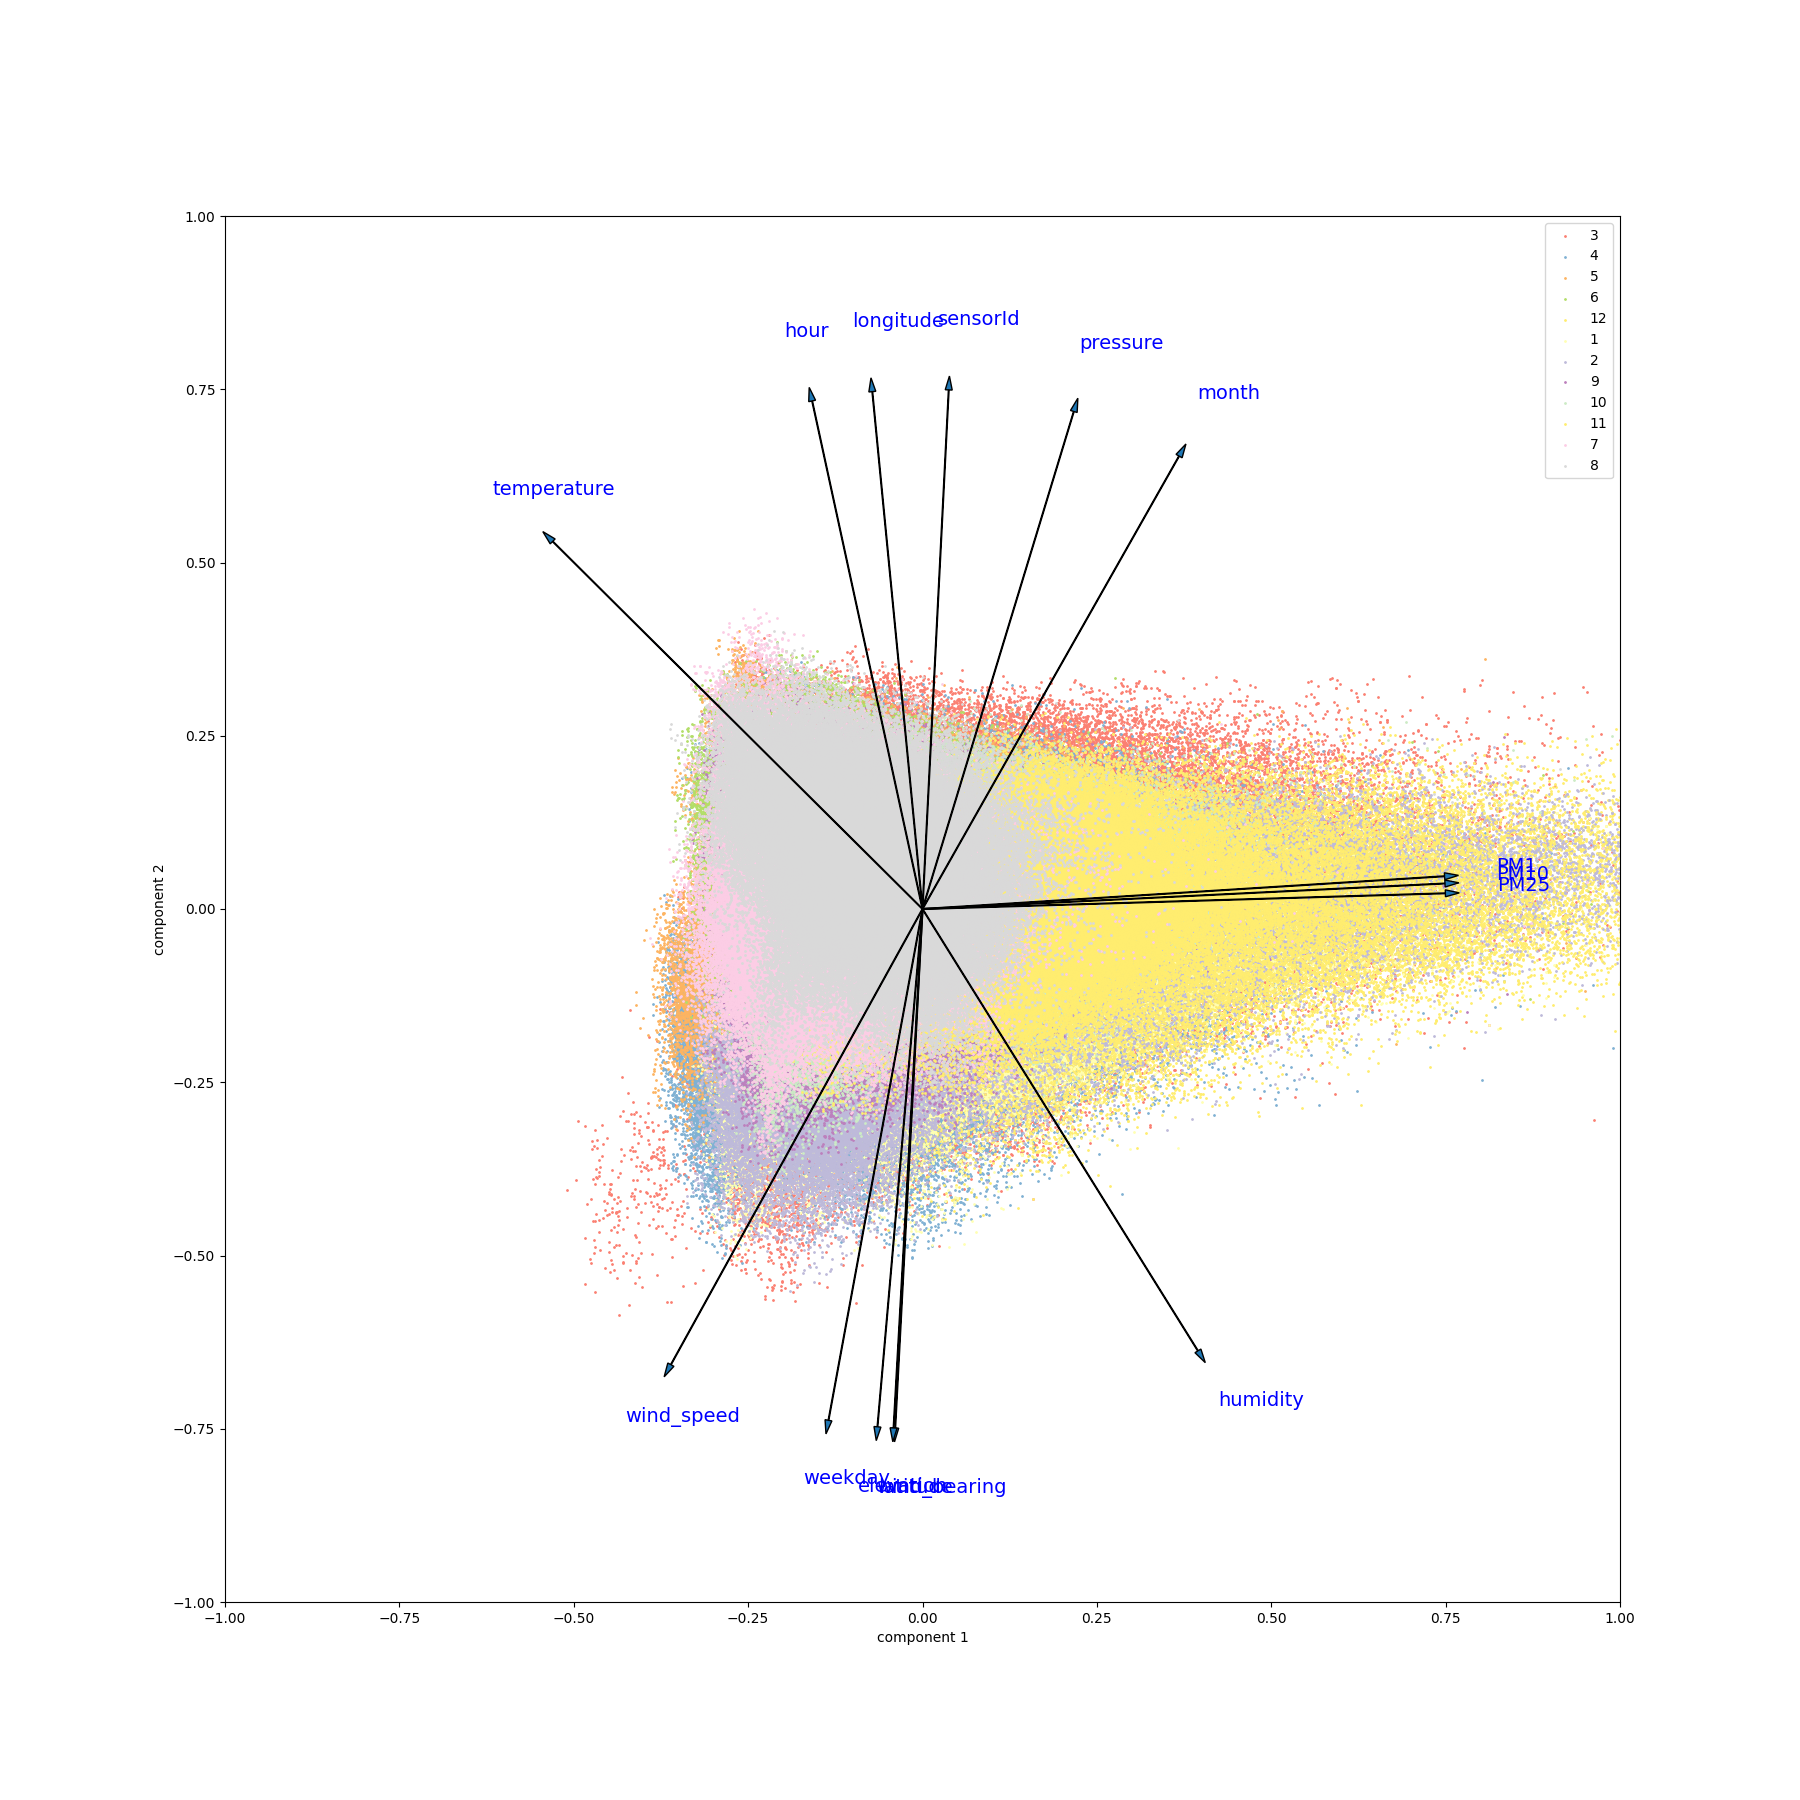 1.00
0.75
0.50
0.25
0.00
−0.25
−0.50
−0.75
−1.00
component 2
hour
longitude
sensorId
pressure
month
temperature
PM1
PM10
PM25
wind_speed
humidity
weekday
3
4
5
6
12
1
2
9
10
11
7
8
−1.00 −0.75 −0.50 −0.25 0.00 0.25 0.50 0.75 1.00
component 1